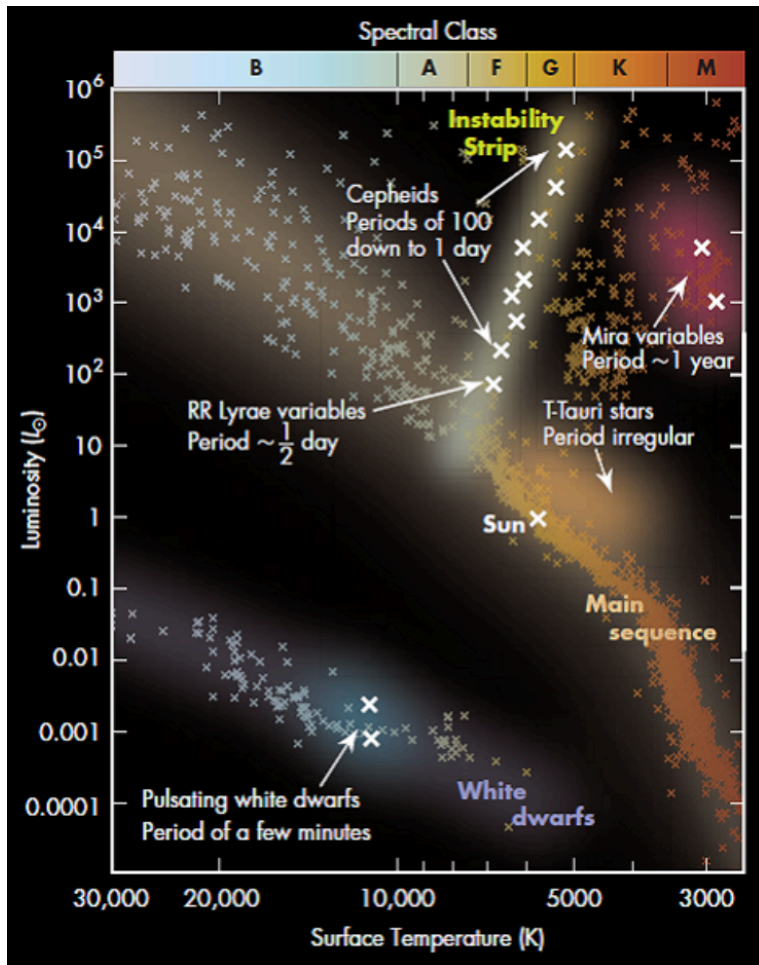 Spectral Class
B A F G K M
10⁶
Instability
Strip
10⁵
Cepheids
Periods of 100
down to 1 day
10⁴
10³
Mira variables
Period ~1 year
10²
RR Lyrae variables
Period ~ 1/2 day
T-Tauri stars
Period irregular
10
Luminosity (L⊙)
1
Sun
0.1
Main
sequence
0.01
0.001
Pulsating white dwarfs
Period of a few minutes
White
dwarfs
0.0001
30,000 20,000 10,000 5000 3000
Surface Temperature (K)